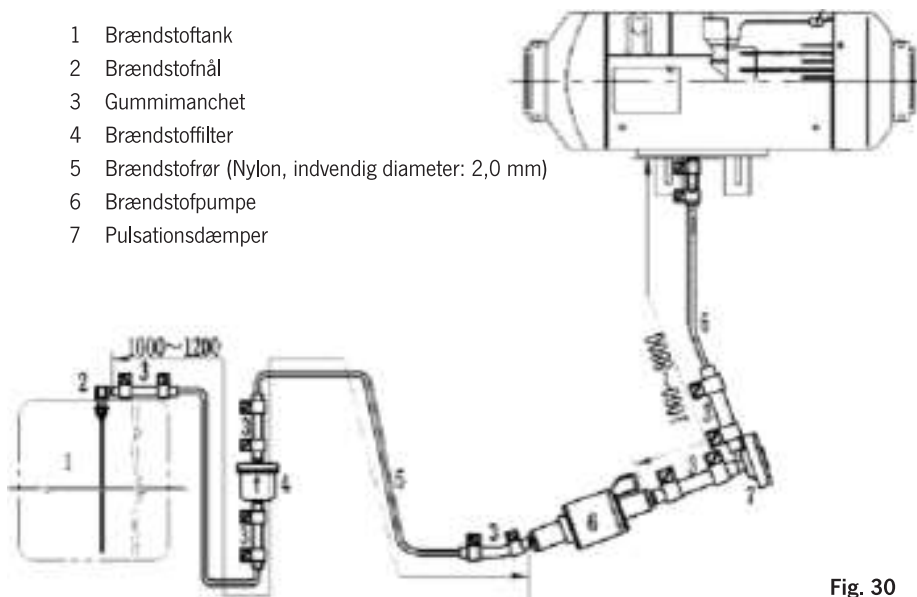 1 Brændstoftank
2 Brændstofnål
3 Gummimanchet
4 Brændstoffilter
5 Brændstofrør (Nylon, indvendig diameter: 2,0 mm)
6 Brændstofpumpe
7 Pulsationsdæmper
1000~1200
2
3
1
4
5
3
6
7
5
Fig. 30